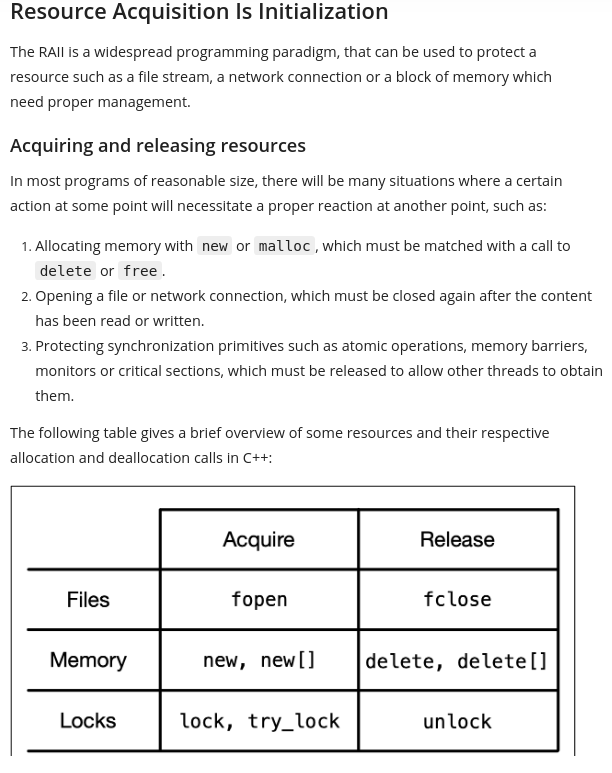 Resource Acquisition Is Initialization
The RAII is a widespread programming paradigm, that can be used to protect a
resource such as a file stream, a network connection or a block of memory which
need proper management.
Acquiring and releasing resources
In most programs of reasonable size, there will be many situations where a certain
action at some point will necessitate a proper reaction at another point, such as:
1. Allocating memory with new or malloc , which must be matched with a call to
delete or free .
2. Opening a file or network connection, which must be closed again after the content
has been read or written.
3. Protecting synchronization primitives such as atomic operations, memory barriers,
monitors or critical sections, which must be released to allow other threads to obtain
them.
The following table gives a brief overview of some resources and their respective
allocation and deallocation calls in C++:
Acquire Release
Files fopen fclose
Memory new, new[] delete, delete[]
Locks lock, try_lock unlock